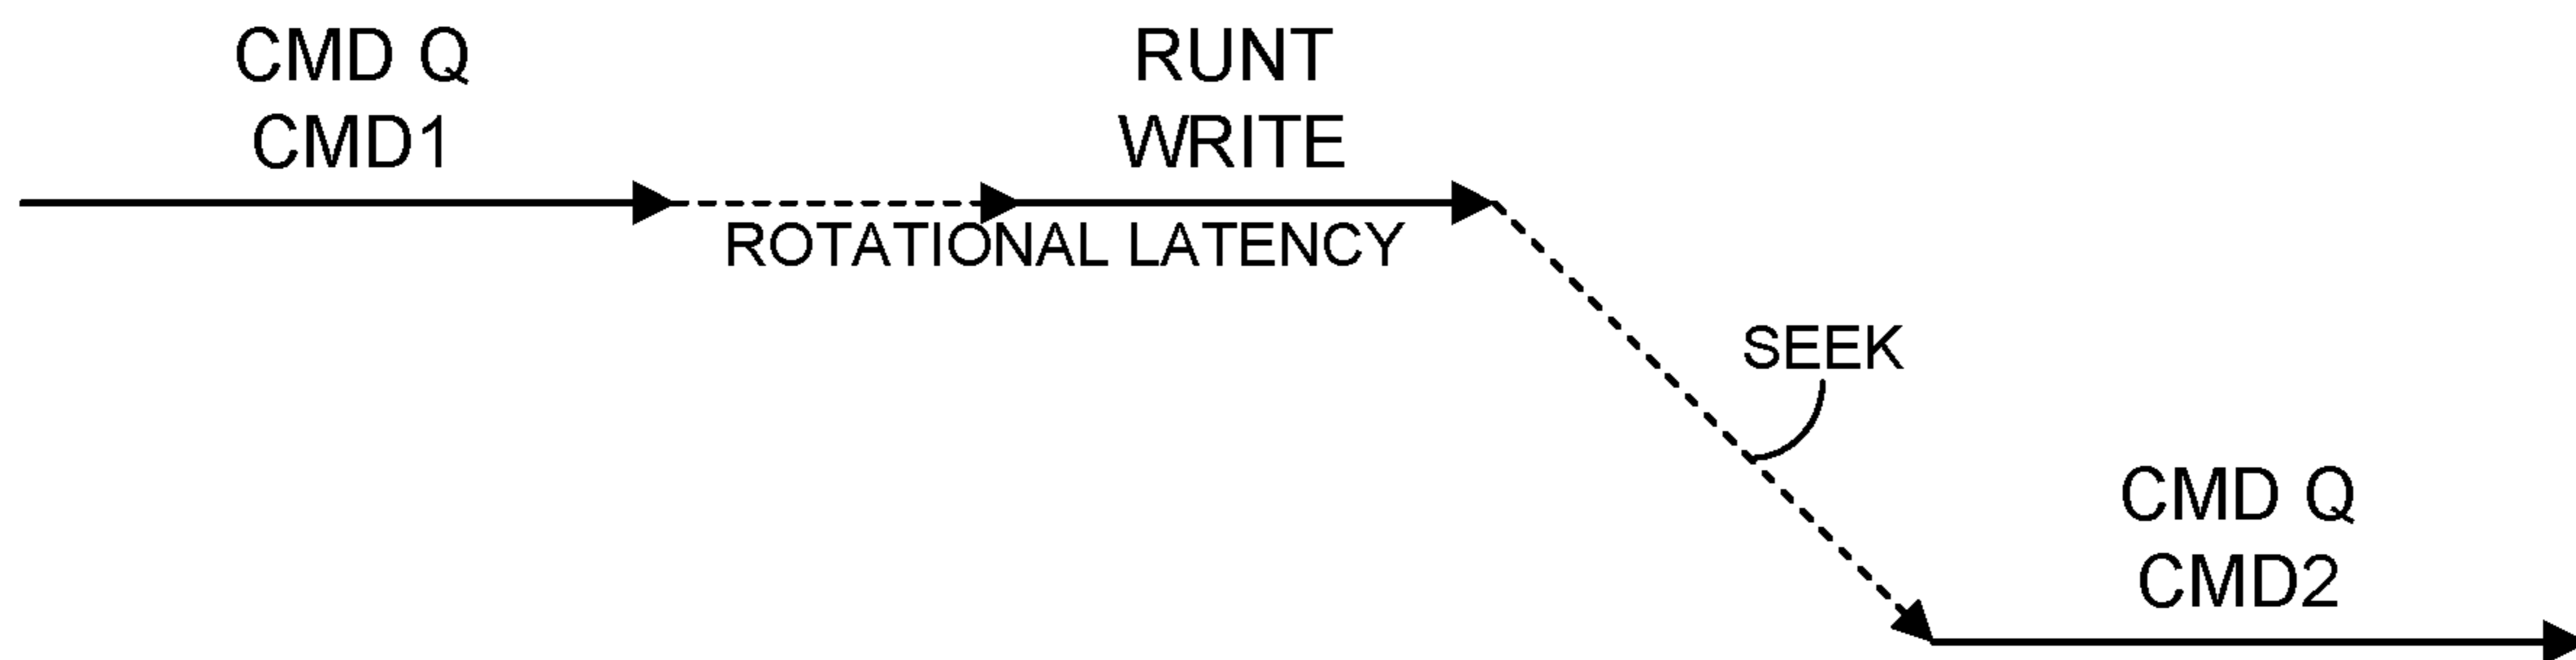 CMD Q
CMD1
RUNT
WRITE
ROTATIONAL LATENCY
SEEK
CMD Q
CMD2